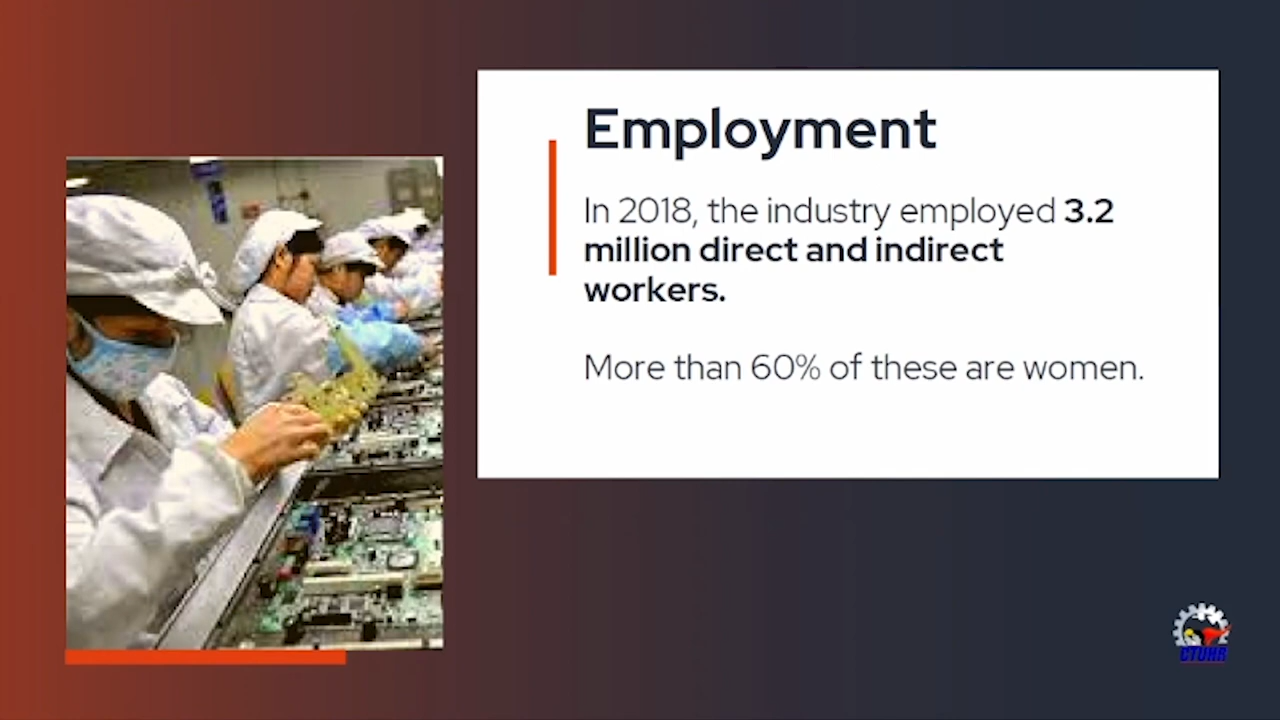 Employment
In 2018, the industry employed 3.2
million direct and indirect
workers.
More than 60% of these are women.
CTUHR